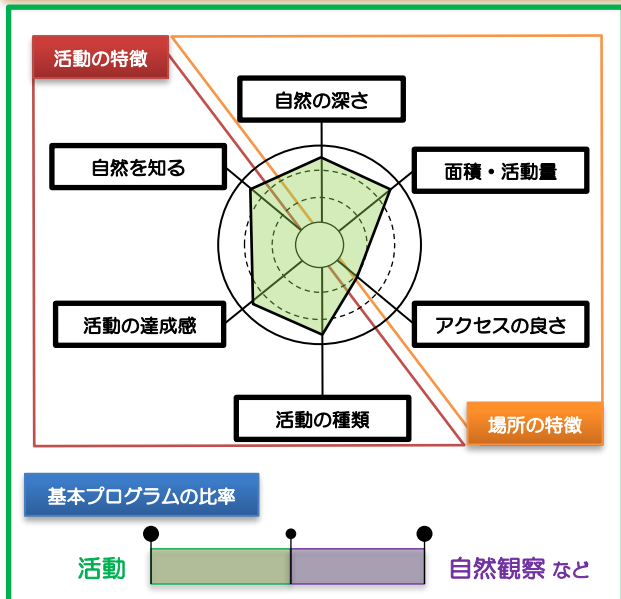 活動の特徴
自然の深さ
自然を知る
面積・活動量
活動の達成感
アクセスの良さ
活動の種類
場所の特徴
基本プログラムの比率
活動
自然観察 など